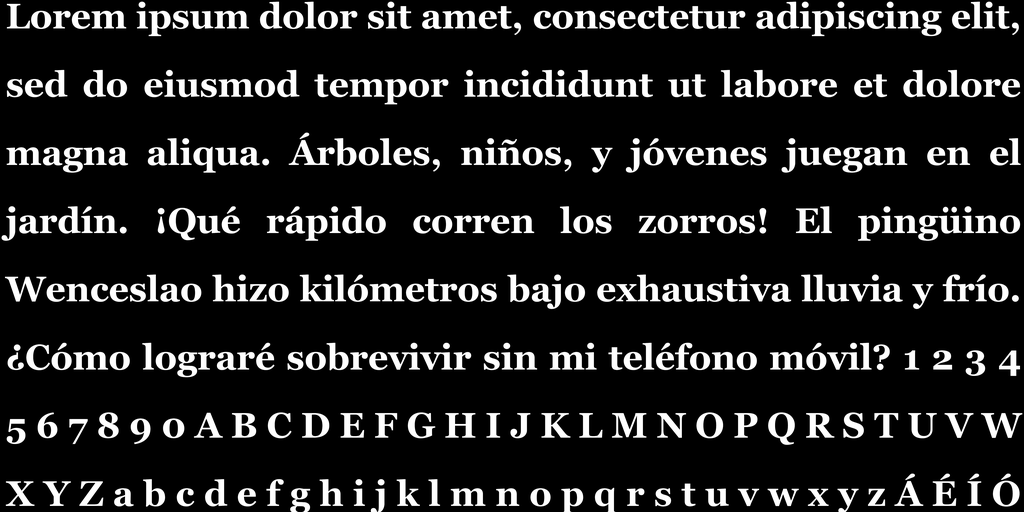 Lorem ipsum dolor sit amet, consectetur adipiscing elit,
sed do eiusmod tempor incididunt ut labore et dolore
magna aliqua. Árboles, niños, y jóvenes juegan en el
jardín. ¡Qué rápido corren los zorros! El pingüino
Wenceslao hizo kilómetros bajo exhaustiva lluvia y frío.
¿Cómo lograré sobrevivir sin mi teléfono móvil? 1 2 3 4
5 6 7 8 9 0 A B C D E F G H I J K L M N O P Q R S T U V W
X Y Z a b c d e f g h i j k l m n o p q r s t u v w x y z Á É Í Ó